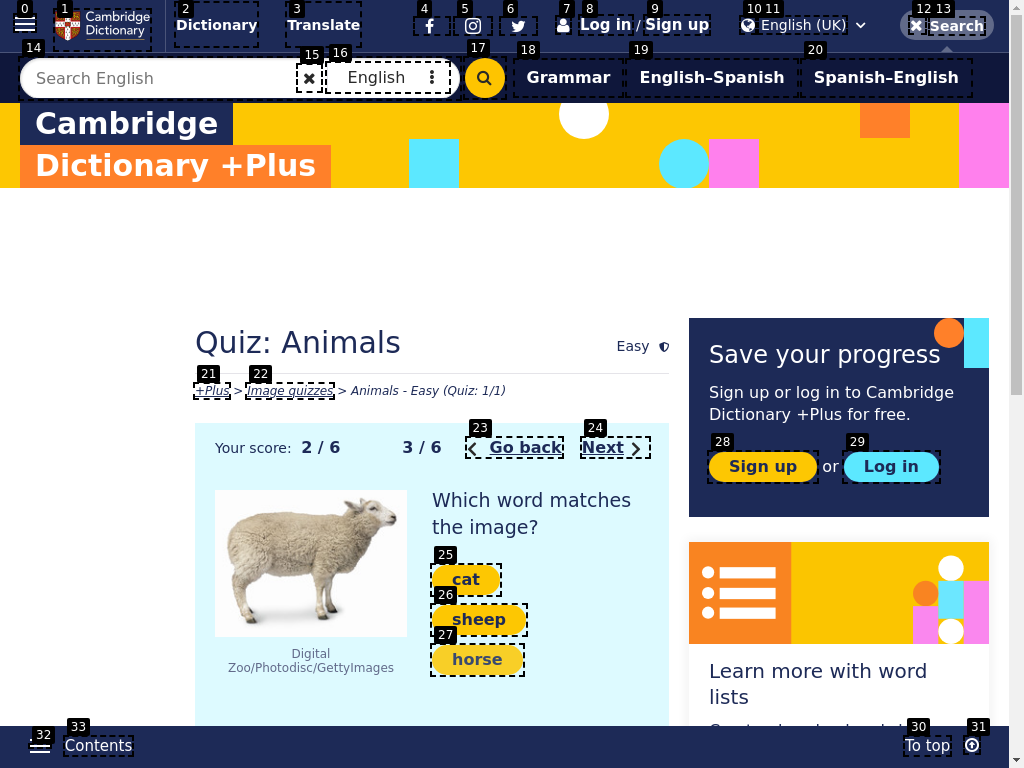 0 1 2 3 4 5 6 7 8 9 10 11 12 13
Cambridge Dictionary
Dictionary
Translate
Log in / Sign up
English (UK)
Search
14 15 16 17 18 19 20
Search English
English
Grammar
English–Spanish
Spanish–English
Cambridge
Dictionary +Plus
Quiz: Animals
Easy
21 22
+Plus > Image quizzes > Animals - Easy (Quiz: 1/1)
23 24
Your score: 2 / 6 3 / 6 Go back Next
Which word matches
the image?
25
cat
26
sheep
27
horse
Digital
Zoo/Photodisc/GettyImages
Save your progress
Sign up or log in to Cambridge
Dictionary +Plus for free.
28 29
Sign up or Log in
Learn more with word
lists
32 33 30 31
Contents
To top